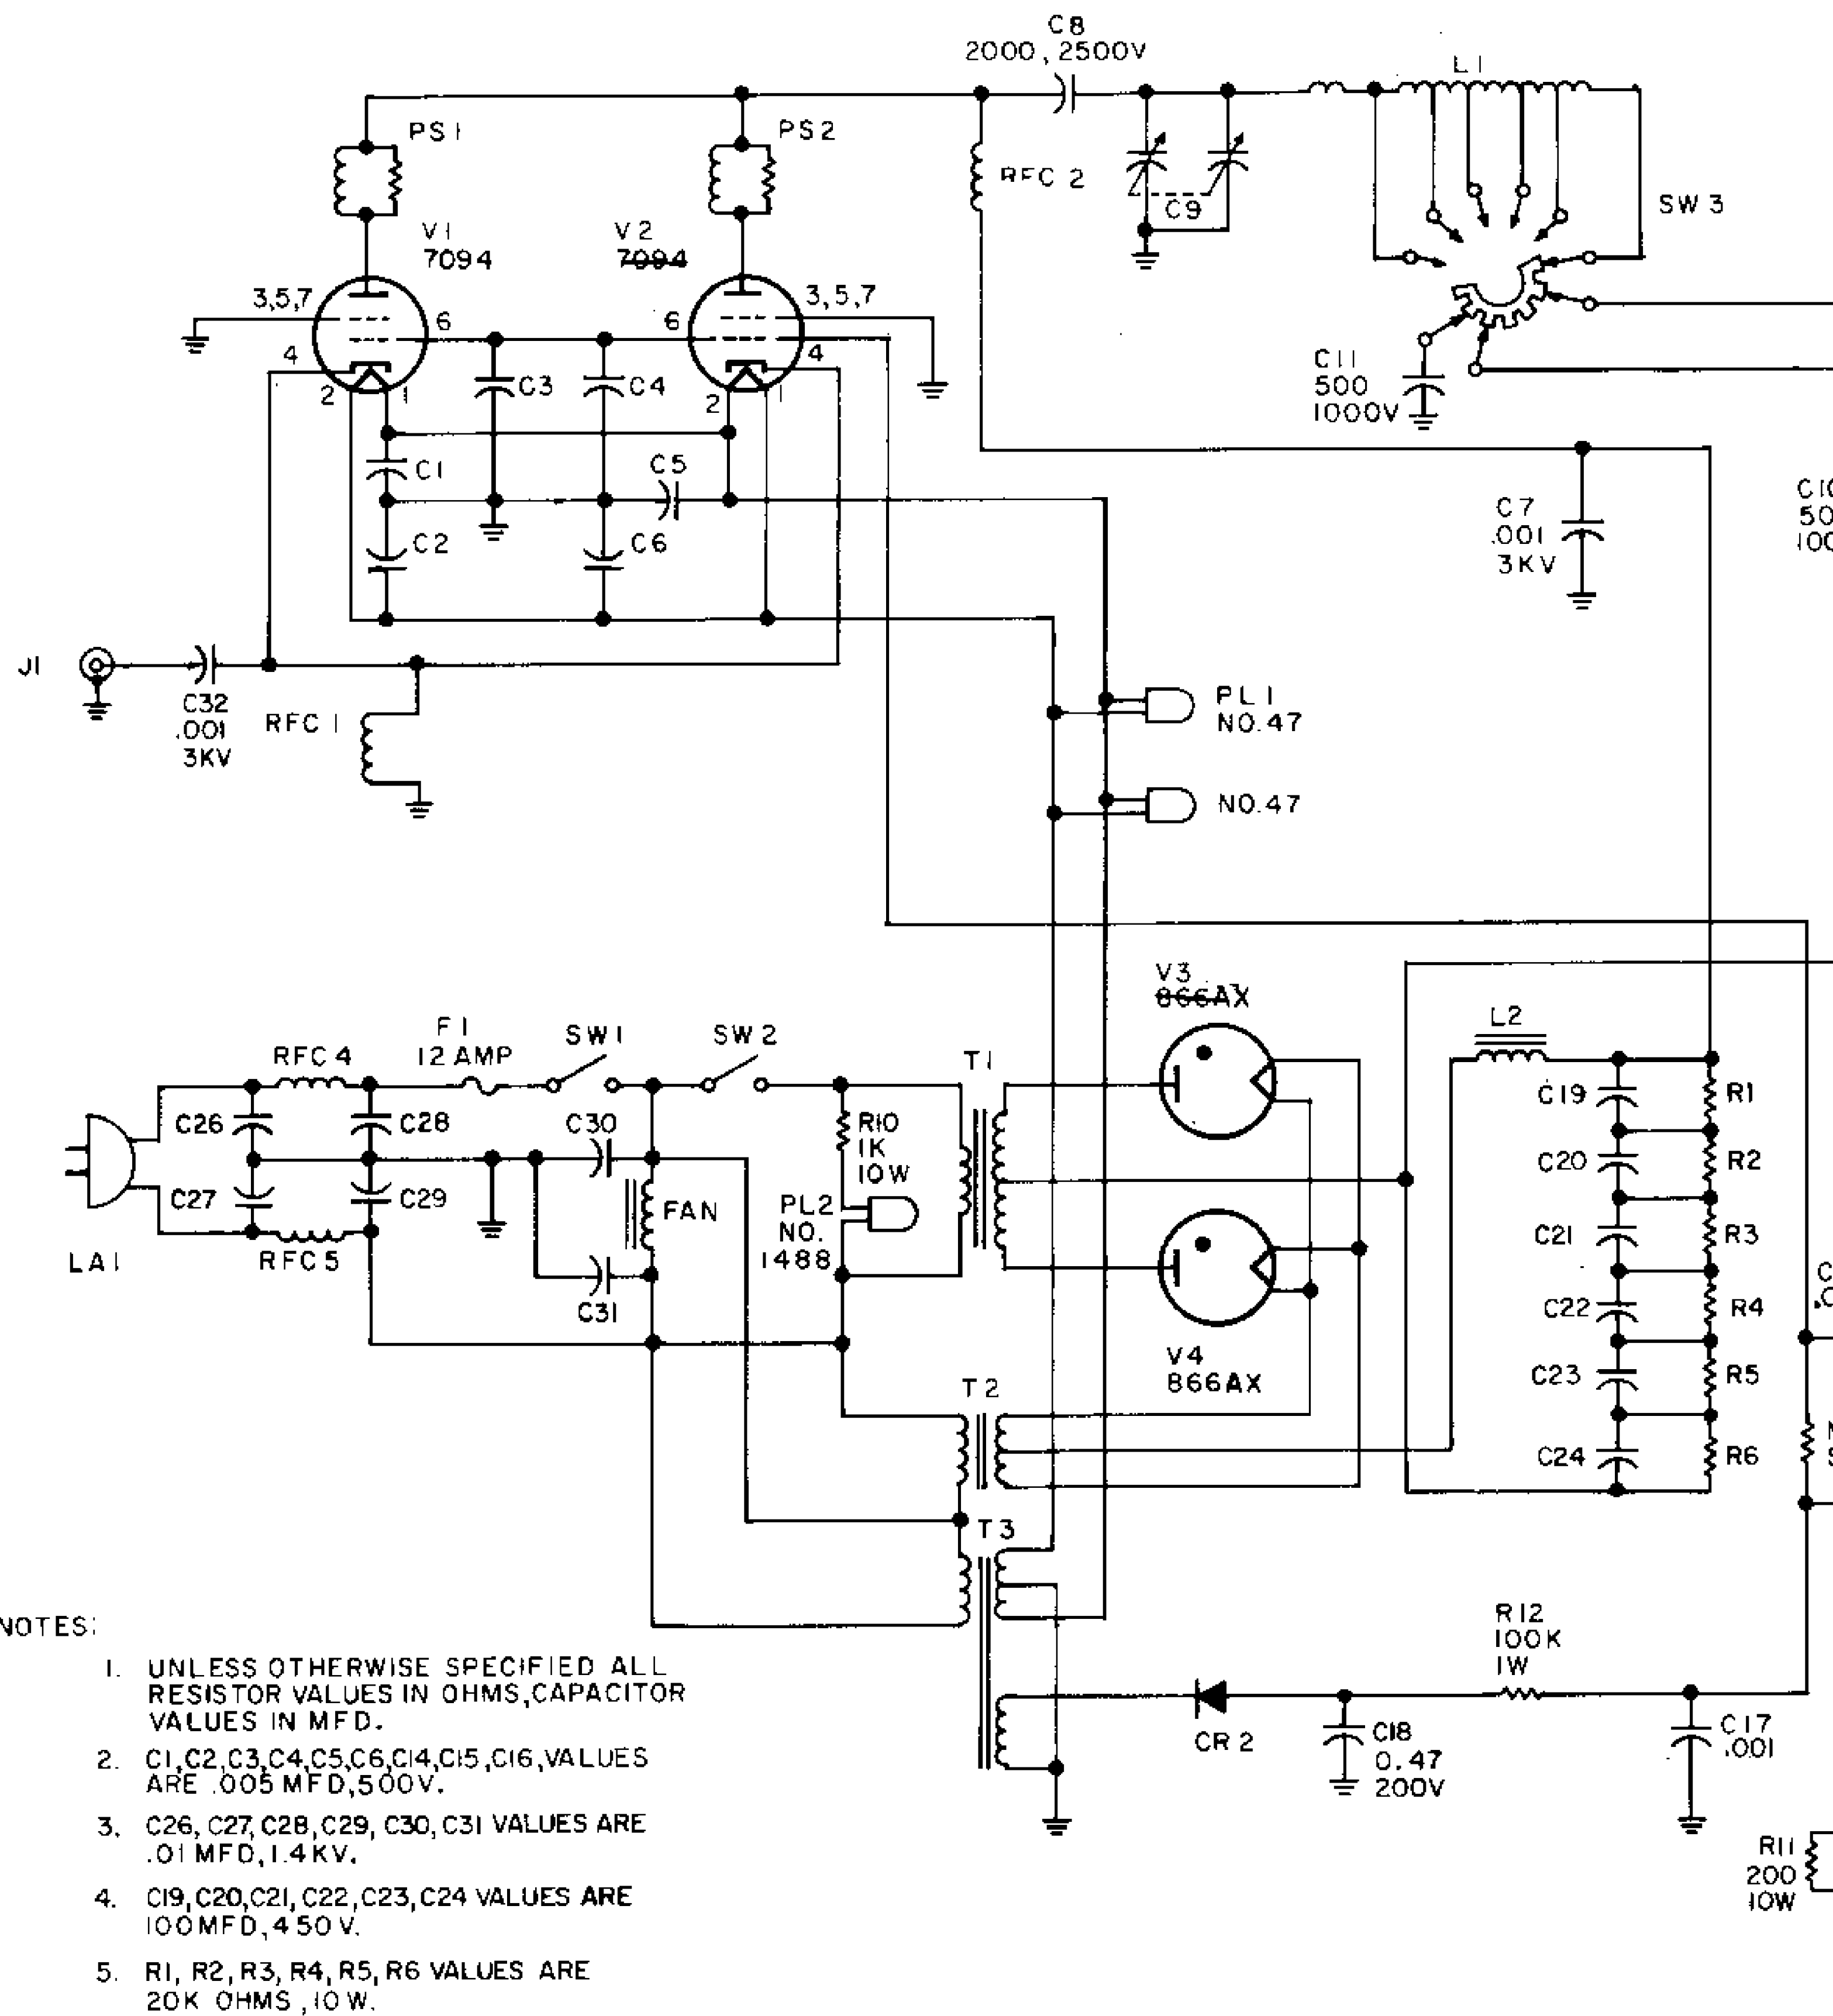 C8
2000, 2500V
L1
PS1
PS2
RFC 2
C9
SW 3
V1
7094
V2
7094
3,5,7
6
6
3,5,7
4
4
2
1
2
1
C3
C4
C11
500
1000V
C1
C5
C2
C6
C7
.001
3KV
J1
C32
.001
3KV
RFC 1
PL 1
NO.47
NO.47
V3
866AX
F1
12 AMP
SW1
SW2
T1
L2
RFC 4
C26
C28
C30
R10
1K
10W
C19
R1
C20
R2
C27
C29
FAN
PL2
NO.
1488
C21
R3
LA1
RFC5
C31
C22
R4
V4
866AX
C23
R5
T2
C24
R6
T3
R12
100K
1W
CR2
C18
0.47
200V
C17
.001
R11
200
10W
NOTES:
1. UNLESS OTHERWISE SPECIFIED ALL
RESISTOR VALUES IN OHMS, CAPACITOR
VALUES IN MFD.
2. C1,C2,C3,C4,C5,C6,C14,C15,C16, VALUES
ARE .005 MFD, 500V.
3. C26, C27, C28, C29, C30, C31 VALUES ARE
.01 MFD, 1.4 KV.
4. C19, C20, C21, C22, C23, C24 VALUES ARE
100 MFD, 450 V.
5. R1, R2, R3, R4, R5, R6 VALUES ARE
20K OHMS, 10 W.